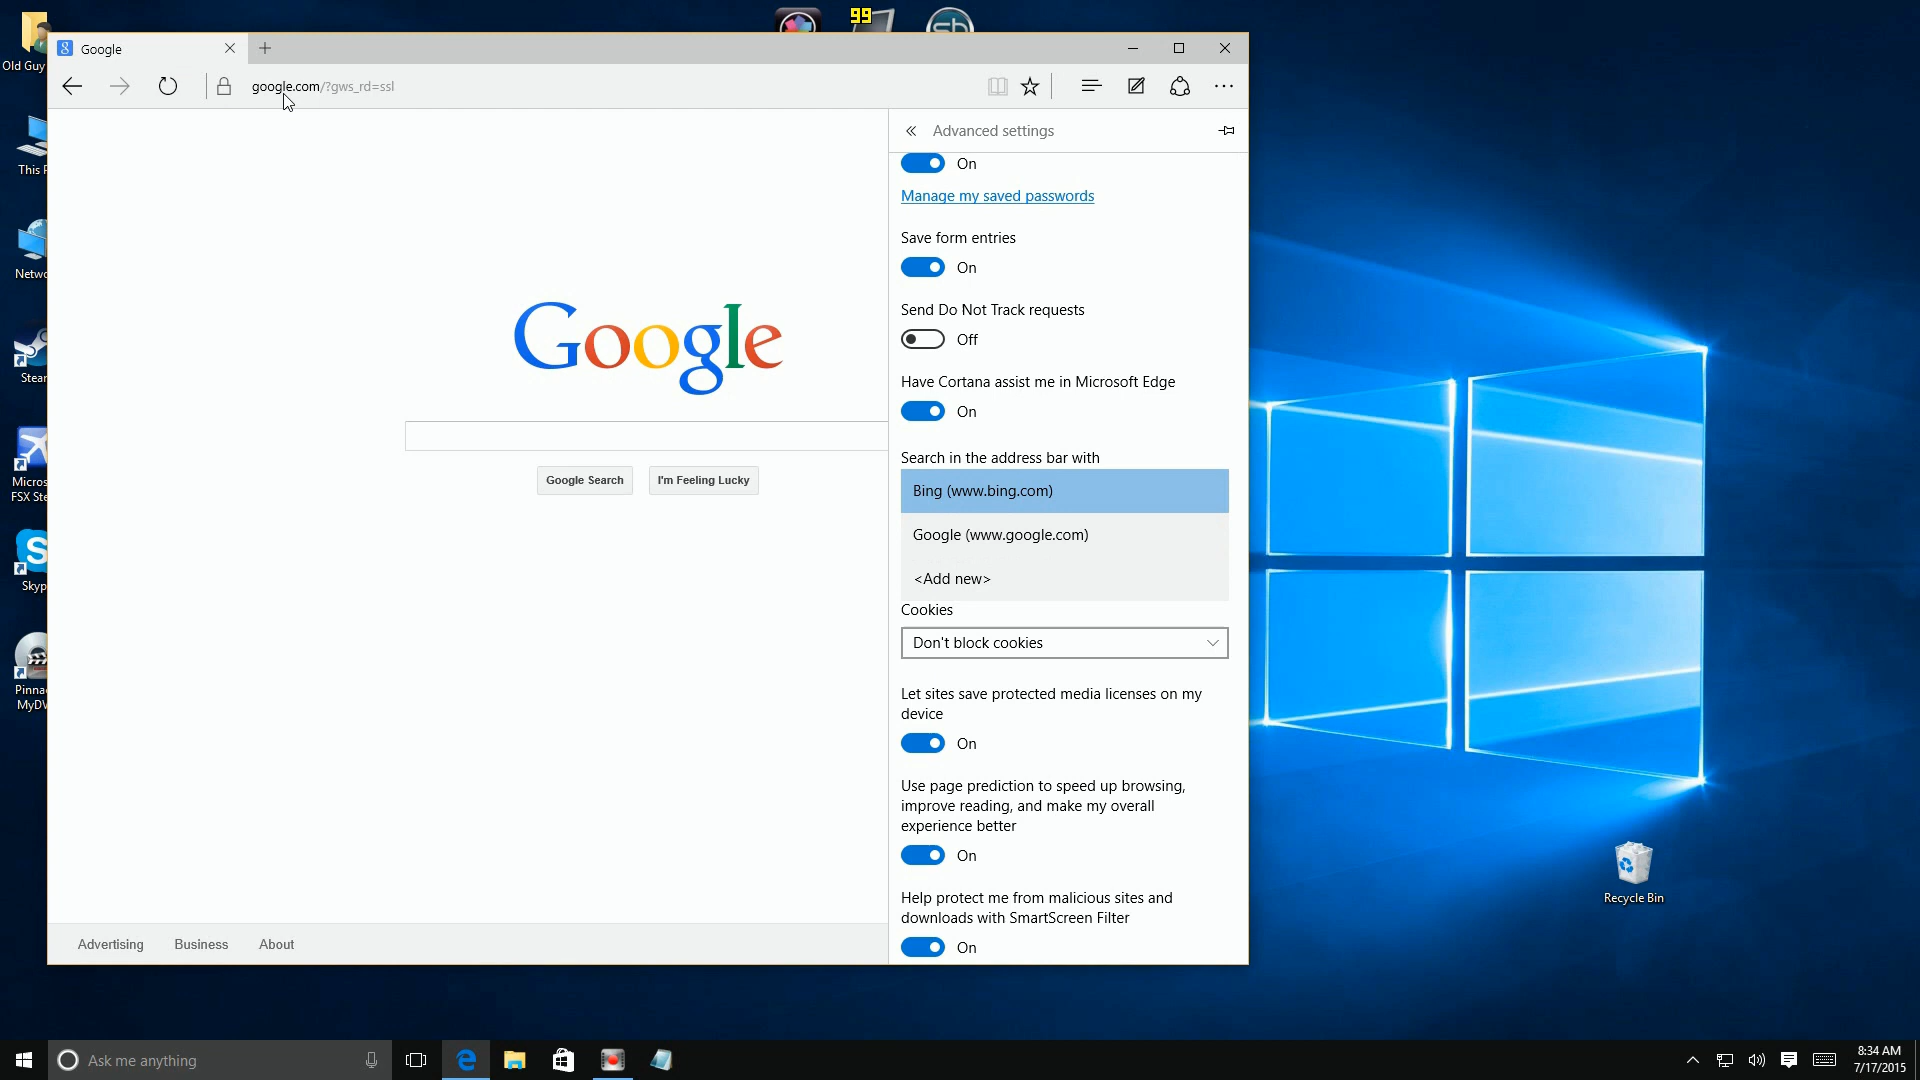 99
Old Guy
Google
google.com/?gws_rd=ssl
Advanced settings
On
Manage my saved passwords
Save form entries
On
Send Do Not Track requests
Off
Have Cortana assist me in Microsoft Edge
On
Search in the address bar with
Bing (www.bing.com)
Google (www.google.com)
<Add new>
Cookies
Don't block cookies
Let sites save protected media licenses on my
device
On
Use page prediction to speed up browsing,
improve reading, and make my overall
experience better
On
Help protect me from malicious sites and
downloads with SmartScreen Filter
On
Google
Google Search
I'm Feeling Lucky
Advertising Business About
This P
Netwo
Stear
Micros
FSX Ste
Skyp
Pinna
MyDV
Recycle Bin
Ask me anything
8:34 AM
7/17/2015